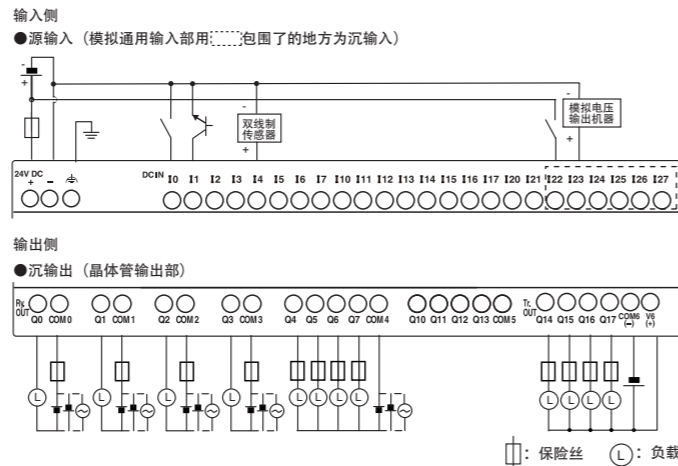 输入侧
●源输入（模拟通用输入部用包围了的地方为沉输入）
-
+
-
双线制
传感器
+
-
模拟电压
输出机器
+
24V DC
+ -
DC IN I0 I1 I2 I3 I4 I5 I6 I7 I10 I11 I12 I13 I14 I15 I16 I17 I20 I21 I22 I23 I24 I25 I26 I27
输出侧
●沉输出（晶体管输出部）
Ry. OUT
Q0 COM0 Q1 COM1 Q2 COM2 Q3 COM3 Q4 Q5 Q6 Q7 COM4 Q10 Q11 Q12 Q13 COM5
Tr. OUT
Q14 Q15 Q16 Q17 COM6 (−) V6 (+)
L L L L L L L L L L L L
：保险丝 L：负载